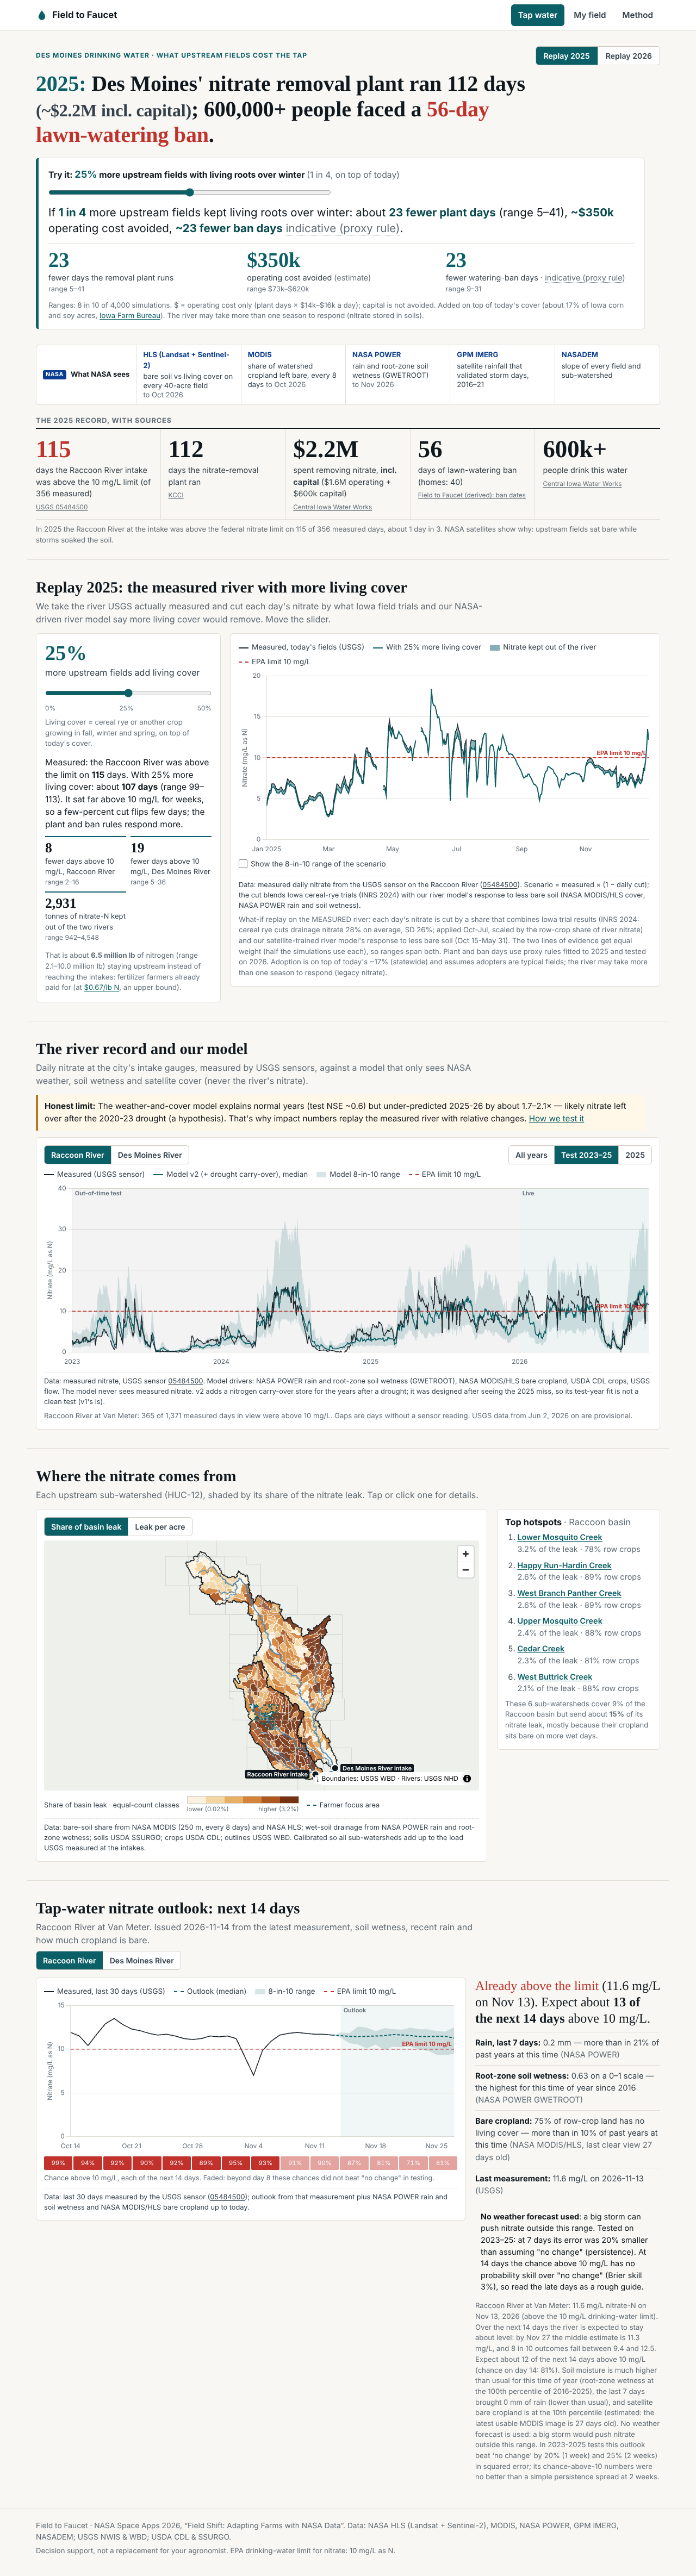 Field to Faucet
Tap water
My field
Method
DES MOINES DRINKING WATER · WHAT UPSTREAM FIELDS COST THE TAP
Replay 2025
Replay 2026
2025: Des Moines' nitrate removal plant ran 112 days
(~$2.2M incl. capital); 600,000+ people faced a 56-day
lawn-watering ban.
Try it: 25% more upstream fields with living roots over winter (1 in 4, on top of today)
If 1 in 4 more upstream fields kept living roots over winter: about 23 fewer plant days (range 5–41), ~$350k
operating cost avoided, ~23 fewer ban days indicative (proxy rule).
23
fewer days the removal plant runs
range 5–41
$350k
operating cost avoided (estimate)
range $73k–$620k
23
fewer watering-ban days · indicative (proxy rule)
range 9–31
Ranges: 8 in 10 of 4,000 simulations. $ = operating cost only (plant days × $14k–$16k a day); capital is not avoided. Added on top of today's cover (about 17% of Iowa corn
and soy acres, Iowa Farm Bureau). The river may take more than one season to respond (nitrate stored in soils).
NASA What NASA sees
HLS (Landsat + Sentinel-
2)
bare soil vs living cover on
every 40-acre field
to Oct 2026
MODIS
share of watershed
cropland left bare, every 8
days to Oct 2026
NASA POWER
rain and root-zone soil
wetness (GWETROOT)
to Nov 2026
GPM IMERG
satellite rainfall that
validated storm days,
2016–21
NASADEM
slope of every field and
sub-watershed
THE 2025 RECORD, WITH SOURCES
115
days the Raccoon River intake
was above the 10 mg/L limit (of
356 measured)
USGS 05484500
112
days the nitrate-removal
plant ran
KCCI
$2.2M
spent removing nitrate, incl.
capital ($1.6M operating +
$600k capital)
Central Iowa Water Works
56
days of lawn-watering ban
(homes: 40)
Field to Faucet (derived): ban dates
600k+
people drink this water
Central Iowa Water Works
In 2025 the Raccoon River at the intake was above the federal nitrate limit on 115 of 356 measured days, about 1 day in 3. NASA satellites show why: upstream fields sat bare while
storms soaked the soil.
Replay 2025: the measured river with more living cover
We take the river USGS actually measured and cut each day's nitrate by what Iowa field trials and our NASA-
driven river model say more living cover would remove. Move the slider.
25%
more upstream fields add living cover
0%
25%
50%
Living cover = cereal rye or another crop
growing in fall, winter and spring, on top of
today's cover.
Measured: the Raccoon River was above
the limit on 115 days. With 25% more
living cover: about 107 days (range 99–
113). It sat far above 10 mg/L for weeks,
so a few-percent cut flips few days; the
plant and ban rules respond more.
8
fewer days above 10
mg/L, Raccoon River
range 2–16
19
fewer days above 10
mg/L, Des Moines River
range 5–36
2,931
tonnes of nitrate-N kept
out of the two rivers
range 942–4,548
That is about 6.5 million lb of nitrogen (range
2.1–10.0 million lb) staying upstream instead of
reaching the intakes: fertilizer farmers already
paid for (at $0.67/lb N, an upper bound).
Measured, today's fields (USGS)
With 25% more living cover
Nitrate kept out of the river
EPA limit 10 mg/L
Nitrate (mg/L as N)
20
15
10
5
0
EPA limit 10 mg/L
Jan 2025
Mar
May
Jul
Sep
Nov
Show the 8-in-10 range of the scenario
Data: measured daily nitrate from the USGS sensor on the Raccoon River (05484500). Scenario = measured × (1 − daily cut);
the cut blends Iowa cereal-rye trials (INRS 2024) with our river model's response to less bare soil (NASA MODIS/HLS cover,
NASA POWER rain and soil wetness).
What-if replay on the MEASURED river: each day's nitrate is cut by a share that combines Iowa trial results (INRS 2024:
cereal rye cuts drainage nitrate 28% on average, SD 26%; applied Oct-Jul, scaled by the row-crop share of river nitrate)
and our satellite-trained river model's response to less bare soil (Oct 15-May 31). The two lines of evidence get equal
weight (half the simulations use each), so ranges span both. Plant and ban days use proxy rules fitted to 2025 and tested
on 2026. Adoption is on top of today's ~17% (statewide) and assumes adopters are typical fields; the river may take more
than one season to respond (legacy nitrate).
The river record and our model
Daily nitrate at the city's intake gauges, measured by USGS sensors, against a model that only sees NASA
weather, soil wetness and satellite cover (never the river's nitrate).
Honest limit: The weather-and-cover model explains normal years (test NSE ~0.6) but under-predicted 2025-26 by about 1.7–2.1× — likely nitrate left
over after the 2020-23 drought (a hypothesis). That's why impact numbers replay the measured river with relative changes. How we test it
Raccoon River
Des Moines River
All years
Test 2023–25
2025
Measured (USGS sensor)
Model v2 (+ drought carry-over), median
Model 8-in-10 range
EPA limit 10 mg/L
Nitrate (mg/L as N)
40
30
20
10
0
Out-of-time test
Live
EPA limit 10 mg/L
2023
2024
2025
2026
Data: measured nitrate, USGS sensor 05484500. Model drivers: NASA POWER rain and root-zone soil wetness (GWETROOT), NASA MODIS/HLS bare cropland, USDA CDL crops, USGS
flow. The model never sees measured nitrate. v2 adds a nitrogen carry-over store for the years after a drought; it was designed after seeing the 2025 miss, so its test-year fit is not a
clean test (v1's is).
Raccoon River at Van Meter: 365 of 1,371 measured days in view were above 10 mg/L. Gaps are days without a sensor reading. USGS data from Jun 2, 2026 on are provisional.
Where the nitrate comes from
Each upstream sub-watershed (HUC-12), shaded by its share of the nitrate leak. Tap or click one for details.
Share of basin leak
Leak per acre
+
−
Raccoon River intake
Des Moines River intake
Boundaries: USGS WBD · Rivers: USGS NHD
Share of basin leak · equal-count classes
lower (0.02%)
higher (3.2%)
Farmer focus area
Data: bare-soil share from NASA MODIS (250 m, every 8 days) and NASA HLS; wet-soil drainage from NASA POWER rain and root-
zone wetness; soils USDA SSURGO; crops USDA CDL; outlines USGS WBD. Calibrated so all sub-watersheds add up to the load
USGS measured at the intakes.
Top hotspots · Raccoon basin
1. Lower Mosquito Creek
3.2% of the leak · 78% row crops
2. Happy Run-Hardin Creek
2.6% of the leak · 89% row crops
3. West Branch Panther Creek
2.6% of the leak · 89% row crops
4. Upper Mosquito Creek
2.4% of the leak · 88% row crops
5. Cedar Creek
2.3% of the leak · 81% row crops
6. West Buttrick Creek
2.1% of the leak · 88% row crops
These 6 sub-watersheds cover 9% of the
Raccoon basin but send about 15% of its
nitrate leak, mostly because their cropland
sits bare on more wet days.
Tap-water nitrate outlook: next 14 days
Raccoon River at Van Meter. Issued 2026-11-14 from the latest measurement, soil wetness, recent rain and
how much cropland is bare.
Raccoon River
Des Moines River
Measured, last 30 days (USGS)
Outlook (median)
8-in-10 range
EPA limit 10 mg/L
Nitrate (mg/L as N)
15
10
5
0
Outlook
EPA limit 10 mg/L
Oct 14
Oct 21
Oct 28
Nov 4
Nov 11
Nov 18
Nov 25
99% 94% 92% 90% 92% 89% 95% 93% 91% 90% 87% 81% 71% 81%
Chance above 10 mg/L, each of the next 14 days. Faded: beyond day 8 these chances did not beat "no change" in testing.
Data: last 30 days measured by the USGS sensor (05484500); outlook from that measurement plus NASA POWER rain and
soil wetness and NASA MODIS/HLS bare cropland up to today.
Already above the limit (11.6 mg/L
on Nov 13). Expect about 13 of
the next 14 days above 10 mg/L.
Rain, last 7 days: 0.2 mm — more than in 21% of
past years at this time (NASA POWER)
Root-zone soil wetness: 0.63 on a 0–1 scale —
the highest for this time of year since 2016
(NASA POWER GWETROOT)
Bare cropland: 75% of row-crop land has no
living cover — more than in 10% of past years at
this time (NASA MODIS/HLS, last clear view 27
days old)
Last measurement: 11.6 mg/L on 2026-11-13
(USGS)
No weather forecast used: a big storm can
push nitrate outside this range. Tested on
2023–25: at 7 days its error was 20% smaller
than assuming "no change" (persistence). At
14 days the chance above 10 mg/L has no
probability skill over "no change" (Brier skill
3%), so read the late days as a rough guide.
Raccoon River at Van Meter: 11.6 mg/L nitrate-N on
Nov 13, 2026 (above the 10 mg/L drinking-water limit).
Over the next 14 days the river is expected to stay
about level: by Nov 27 the middle estimate is 11.3
mg/L, and 8 in 10 outcomes fall between 9.4 and 12.5.
Expect about 12 of the next 14 days above 10 mg/L
(chance on day 14: 81%). Soil moisture is much higher
than usual for this time of year (root-zone wetness at
the 100th percentile of 2016-2025), the last 7 days
brought 0 mm of rain (lower than usual), and satellite
bare cropland is at the 10th percentile (estimated: the
latest usable MODIS image is 27 days old). No weather
forecast is used: a big storm would push nitrate
outside this range. In 2023-2025 tests this outlook
beat 'no change' by 20% (1 week) and 25% (2 weeks)
in squared error; its chance-above-10 numbers were
no better than a simple persistence spread at 2 weeks.
Field to Faucet · NASA Space Apps 2026, "Field Shift: Adapting Farms with NASA Data". Data: NASA HLS (Landsat + Sentinel-2), MODIS, NASA POWER, GPM IMERG,
NASADEM; USGS NWIS & WBD; USDA CDL & SSURGO.
Decision support, not a replacement for your agronomist. EPA drinking-water limit for nitrate: 10 mg/L as N.